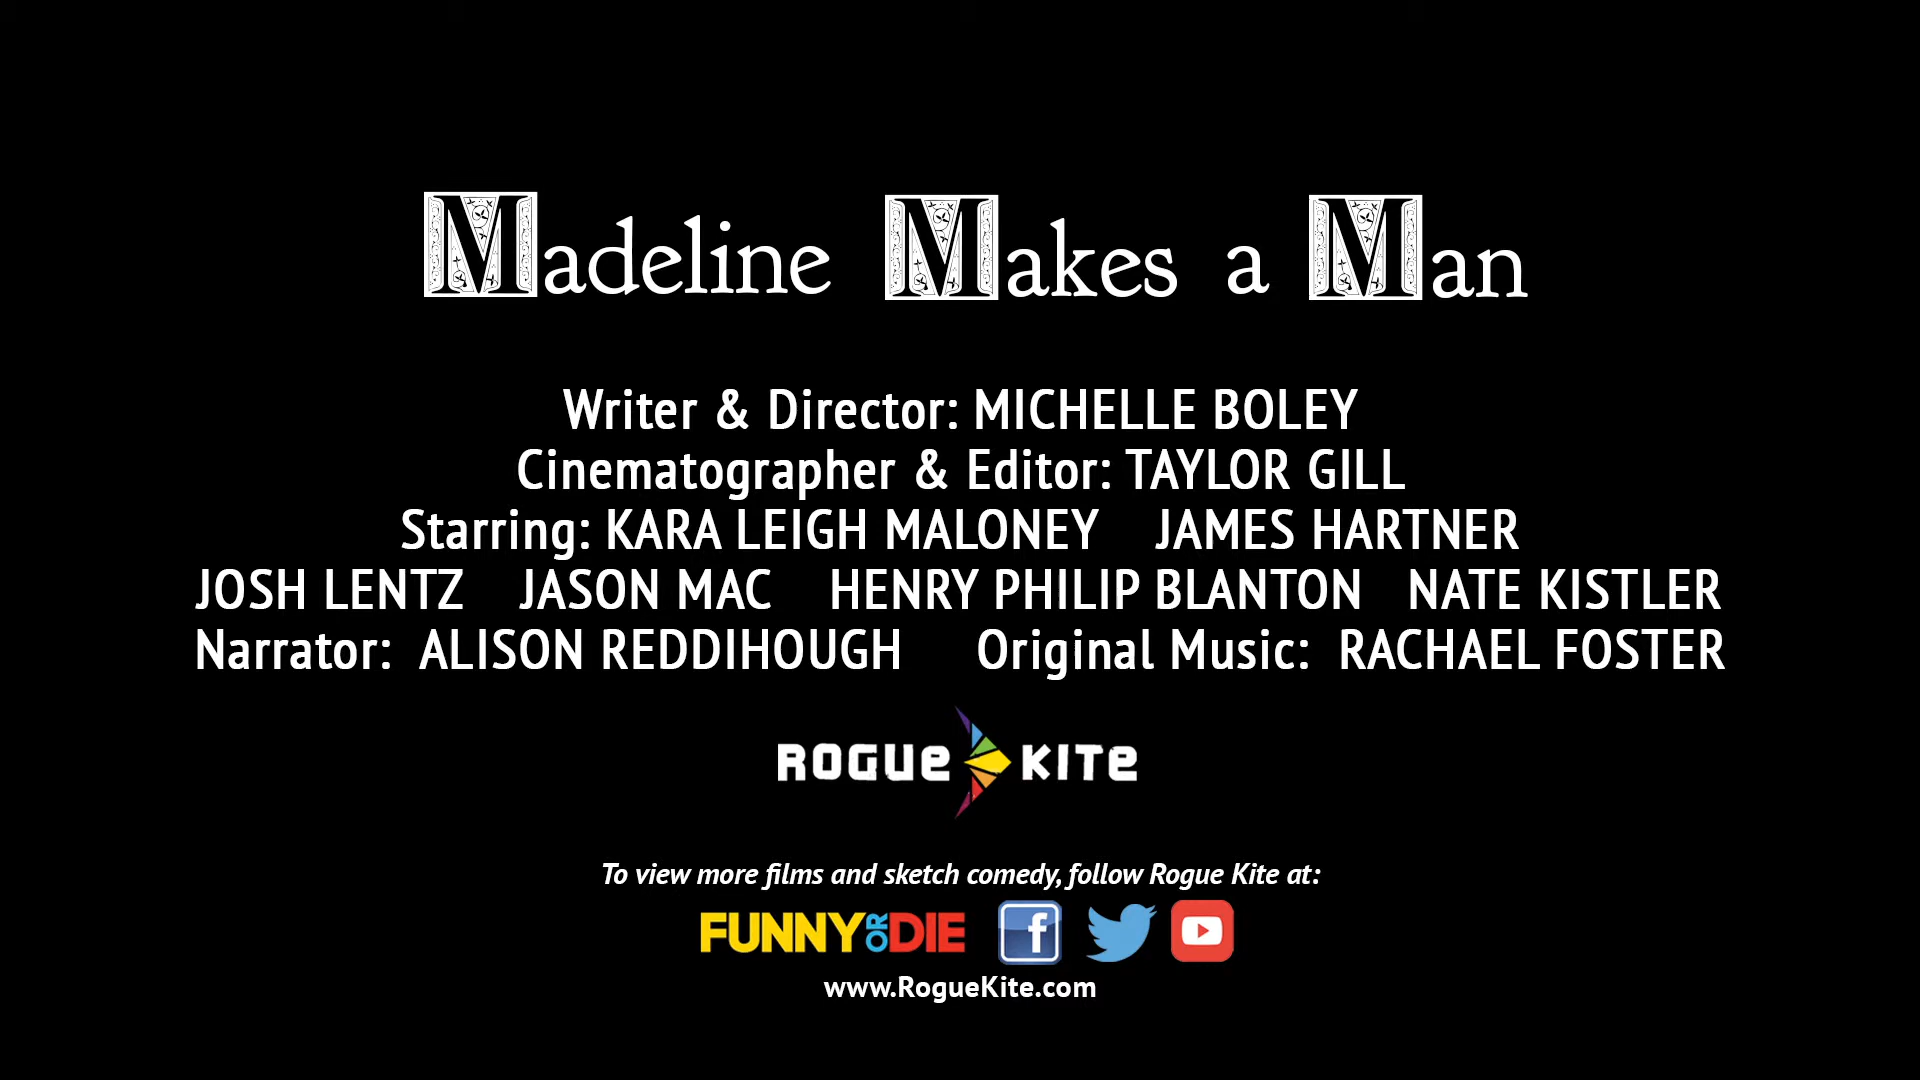 Madeline Makes a Man
Writer & Director: MICHELLE BOLEY
Cinematographer & Editor: TAYLOR GILL
Starring: KARA LEIGH MALONEY JAMES HARTNER
JOSH LENTZ JASON MAC HENRY PHILIP BLANTON NATE KISTLER
Narrator: ALISON REDDIHOUGH Original Music: RACHAEL FOSTER
ROGUE KITE
To view more films and sketch comedy, follow Rogue Kite at:
FUNNY OR DIE f
www.RogueKite.com